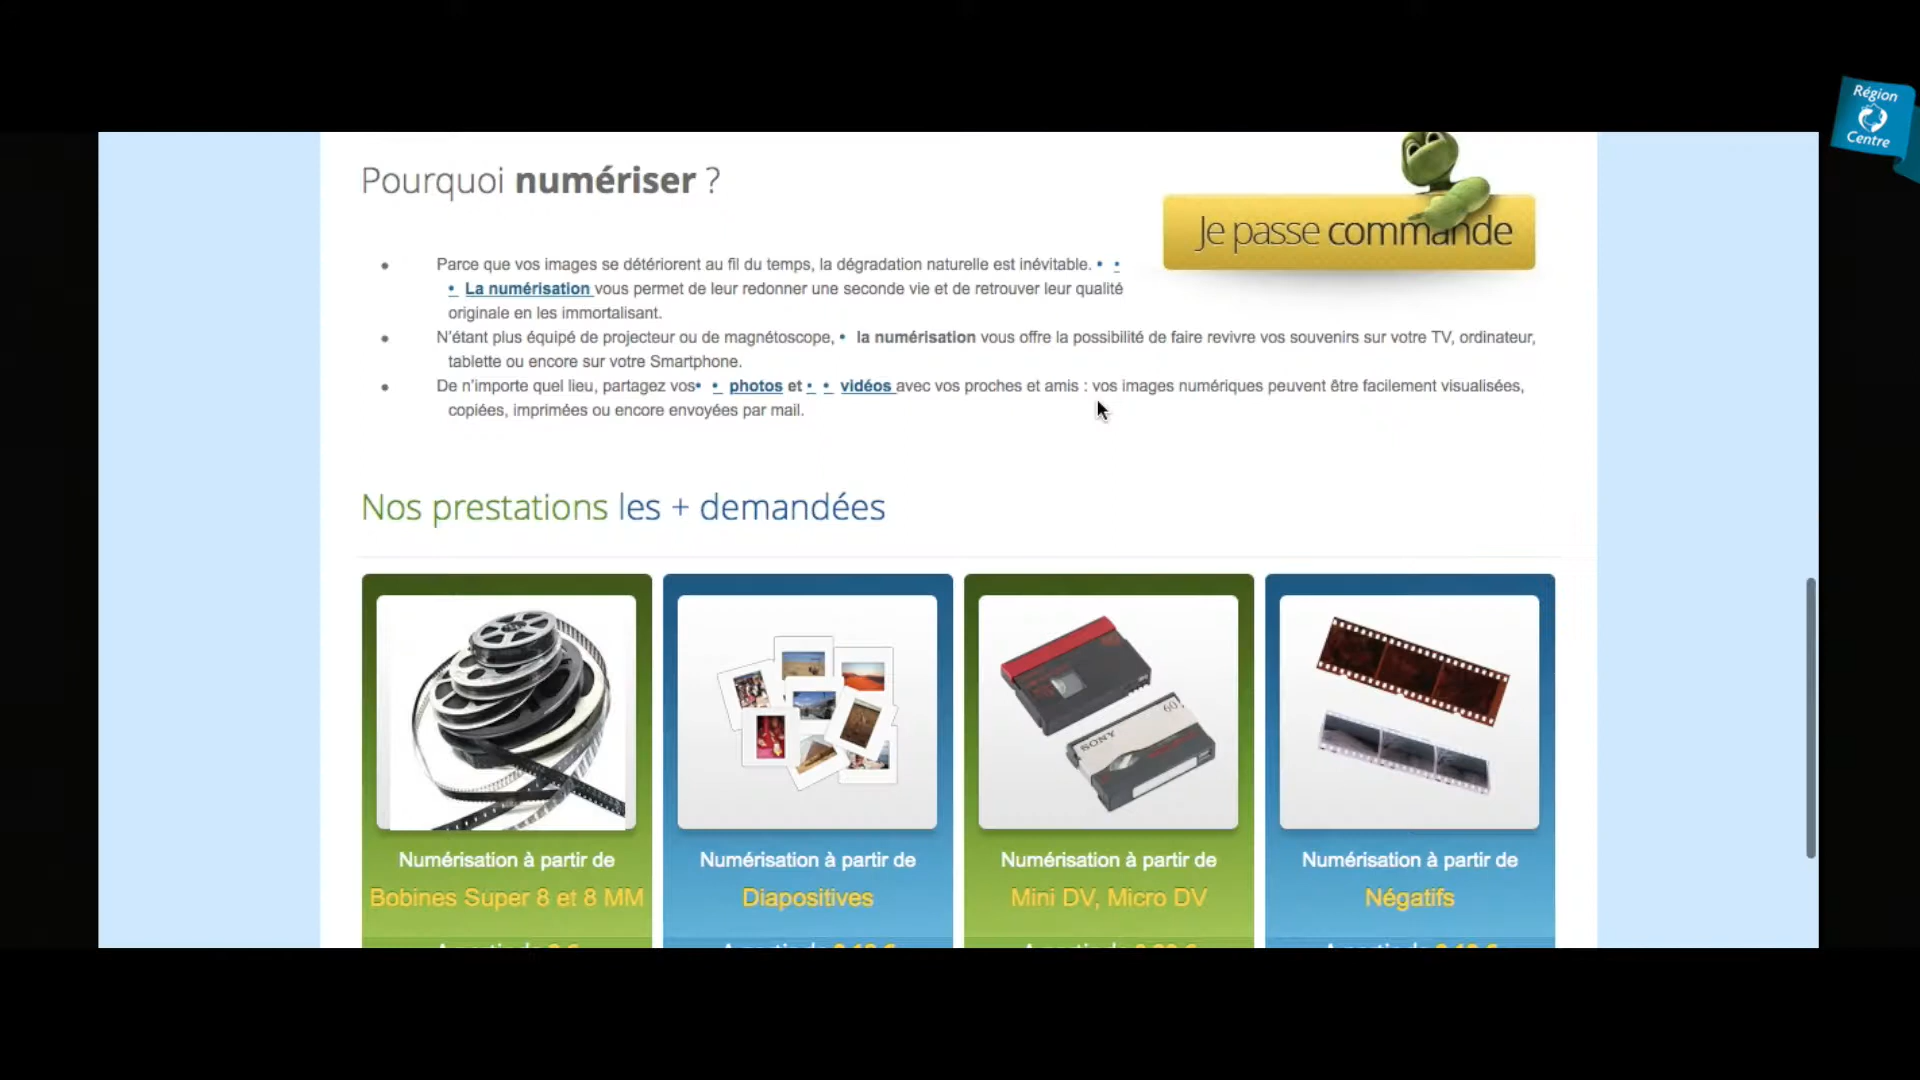 Région
Centre
Pourquoi numériser ?
Je passe commande
• Parce que vos images se détériorent au fil du temps, la dégradation naturelle est inévitable. • •
• La numérisation vous permet de leur redonner une seconde vie et de retrouver leur qualité
originale en les immortalisant.
• N’étant plus équipé de projecteur ou de magnétoscope, • la numérisation vous offre la possibilité de faire revivre vos souvenirs sur votre TV, ordinateur,
tablette ou encore sur votre Smartphone.
• De n’importe quel lieu, partagez vos• • photos et • • vidéos avec vos proches et amis : vos images numériques peuvent être facilement visualisées,
copiées, imprimées ou encore envoyées par mail.
Nos prestations les + demandées
SONY
60
Numérisation à partir de
Bobines Super 8 et 8 MM
Numérisation à partir de
Diapositives
Numérisation à partir de
Mini DV, Micro DV
Numérisation à partir de
Négatifs